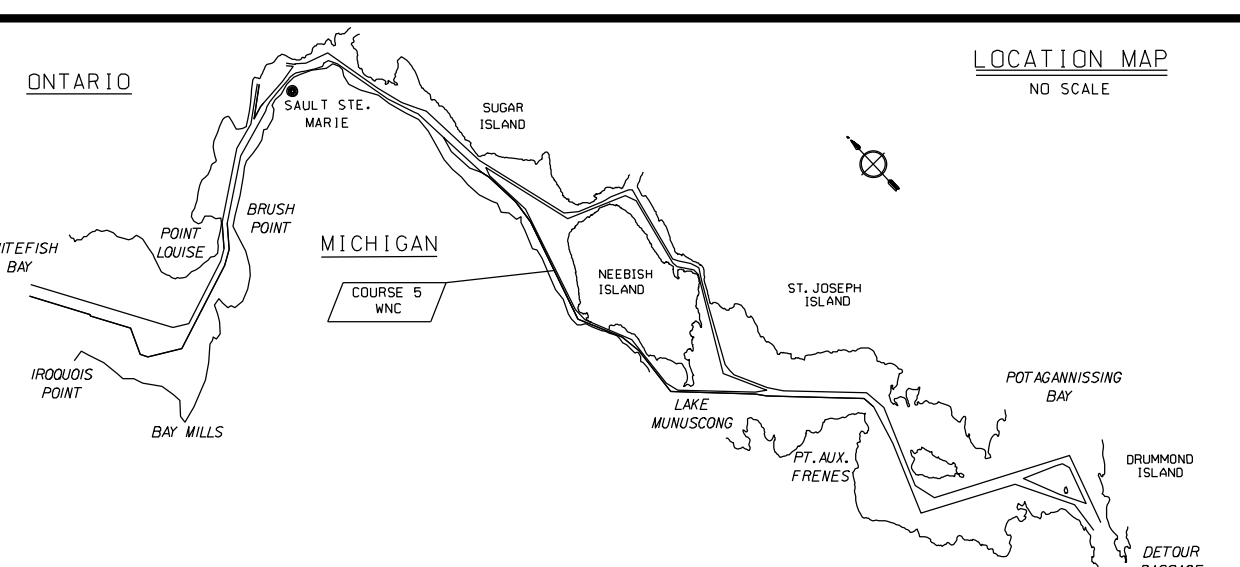 ONTARIO
LOCATION MAP
NO SCALE
SAULT STE.
MARIE
SUGAR
ISLAND
BRUSH
POINT
POINT
LOUISE
ITEFISH
BAY
MICHIGAN
COURSE 5
WNC
NEEBISH
ISLAND
ST. JOSEPH
ISLAND
IROQUOIS
POINT
BAY MILLS
LAKE
MUNUSCONG
POTAGANNISSING
BAY
PT. AUX.
FRENES
DRUMMOND
ISLAND
DETOUR